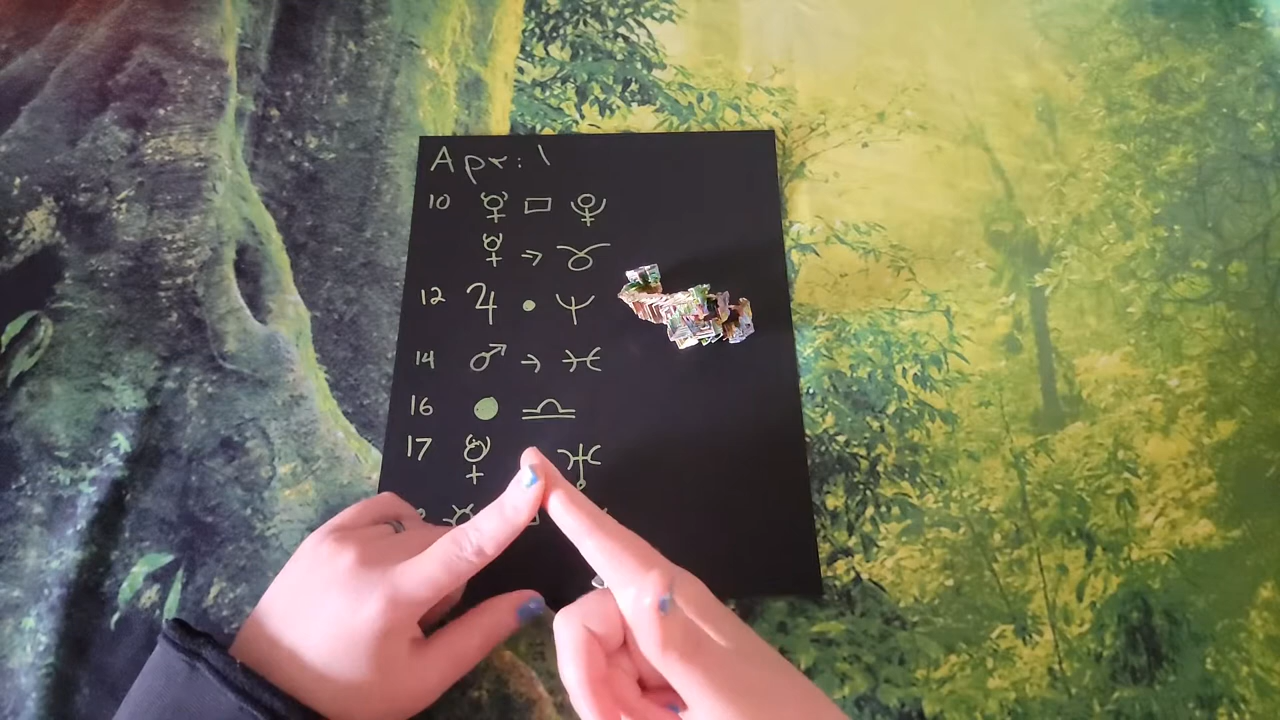 April
10 ☿ □ ♇
☿ → ♉
12 ♃ • ♆
14 ♂ → ♓
16 ● ♎
17 ☿ ♅